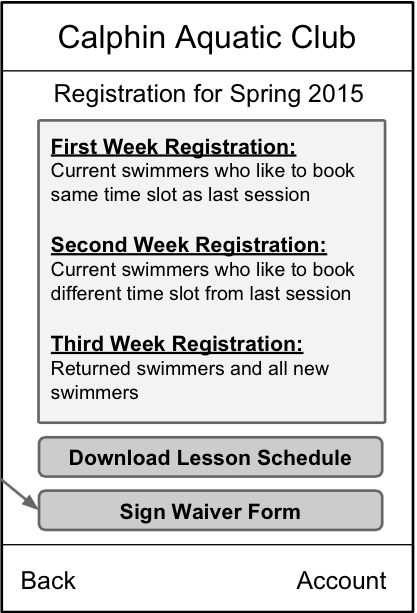 Calphin Aquatic Club
Registration for Spring 2015
First Week Registration:
Current swimmers who like to book
same time slot as last session
Second Week Registration:
Current swimmers who like to book
different time slot from last session
Third Week Registration:
Returned swimmers and all new
swimmers
Download Lesson Schedule
Sign Waiver Form
Back
Account